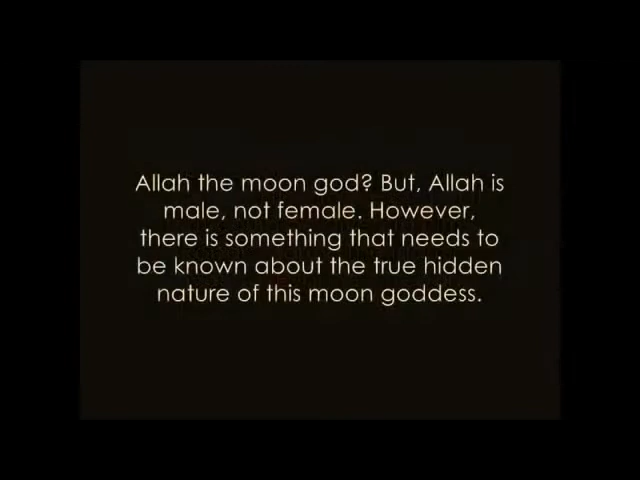 Allah the moon god? But, Allah is
male, not female. However,
there is something that needs to
be known about the true hidden
nature of this moon goddess.